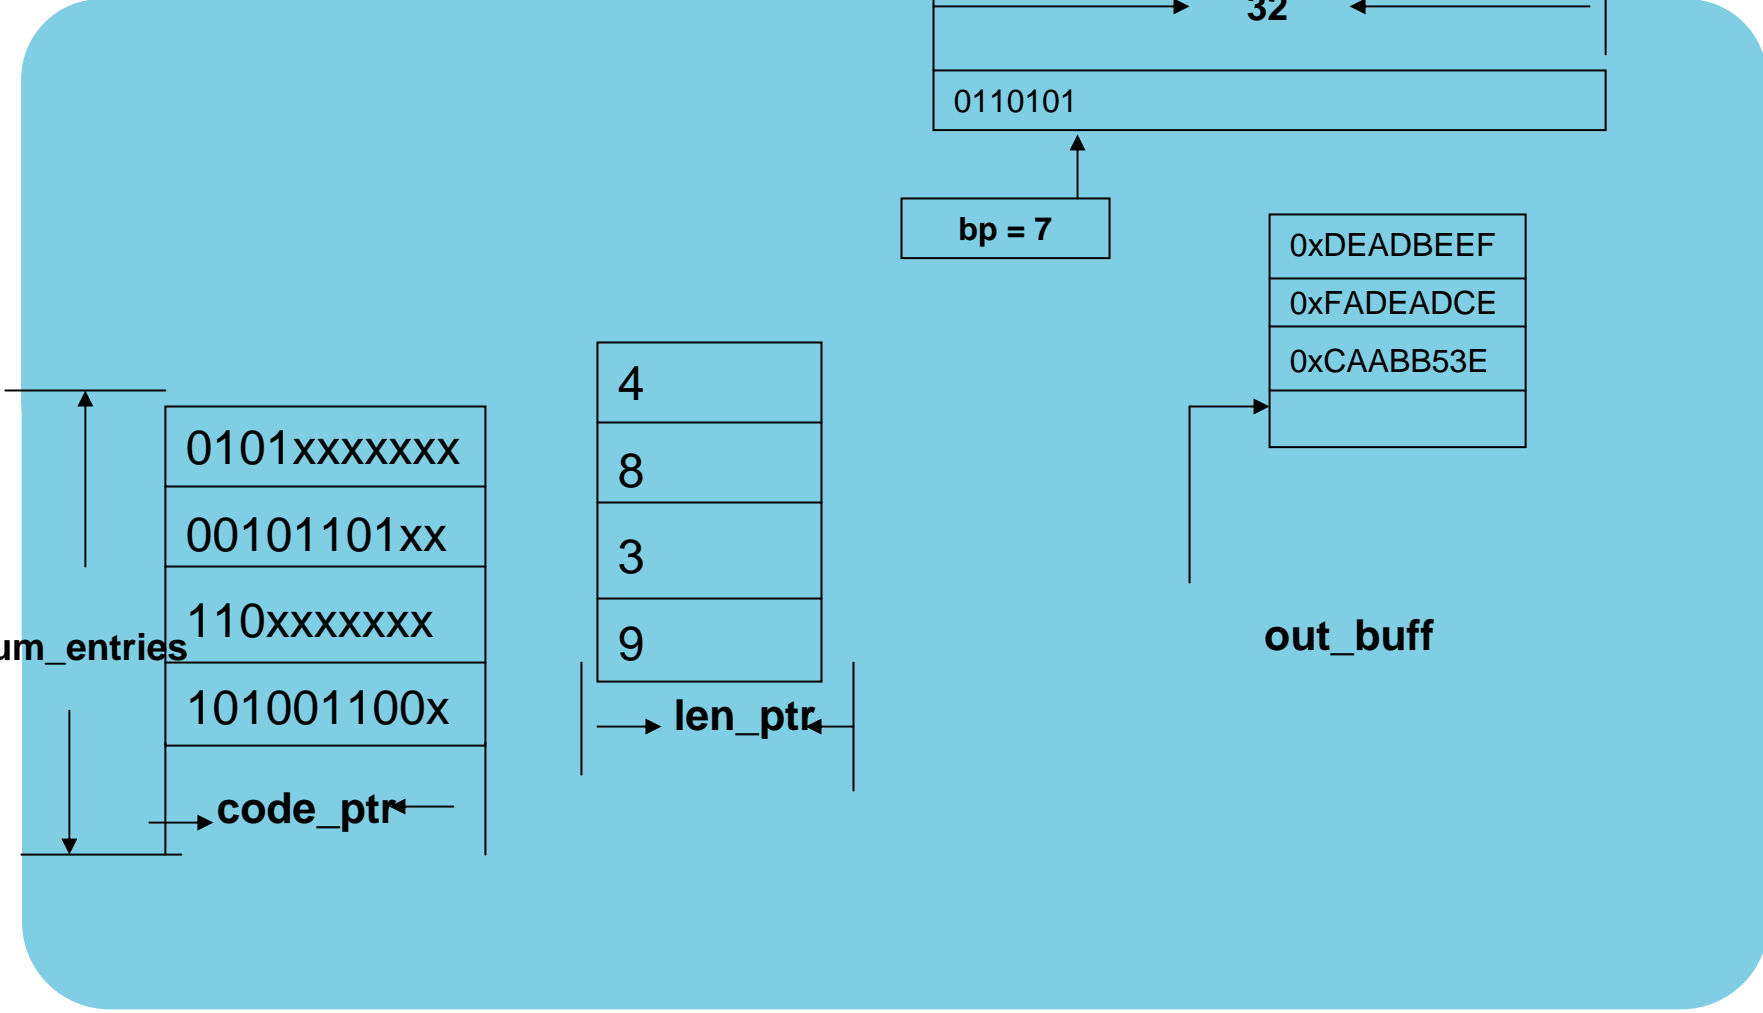 32
0110101
bp = 7
0xDEADBEEF
0xFADEADCE
0xCAABB53E
4
8
3
9
0101xxxxxxx
00101101xx
110xxxxxxx
101001100x
um_entries
out_buff
len_ptr
code_ptr